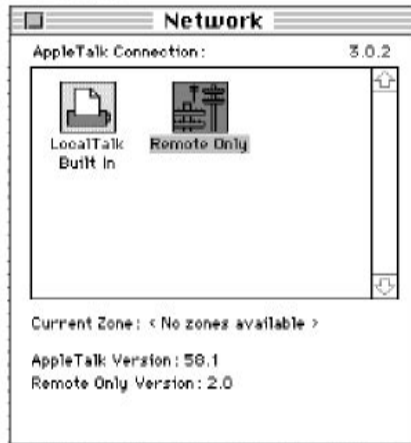 Network
AppleTalk Connection: 3.0.2
LocalTalk Remote Only
Built In
Current Zone: < No zones available >
AppleTalk Version: 58.1
Remote Only Version: 2.0